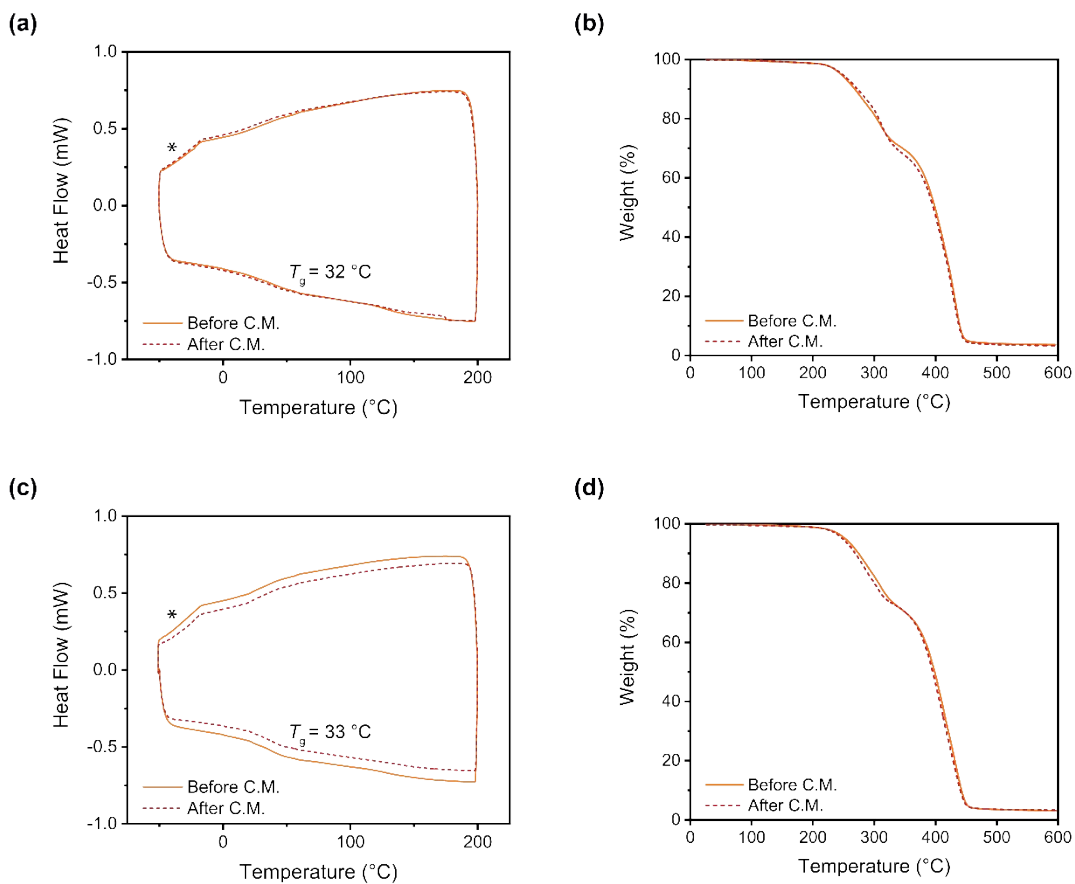 (a)
1.0
0.5
0.0
-0.5
-1.0
Heat Flow (mW)
*
Tg = 32 °C
Before C.M.
After C.M.
0
100
200
Temperature (°C)
(b)
100
80
60
40
20
0
Weight (%)
Before C.M.
After C.M.
0
100
200
300
400
500
600
Temperature (°C)
(c)
1.0
0.5
0.0
-0.5
-1.0
Heat Flow (mW)
*
Tg = 33 °C
Before C.M.
After C.M.
0
100
200
Temperature (°C)
(d)
100
80
60
40
20
0
Weight (%)
Before C.M.
After C.M.
0
100
200
300
400
500
600
Temperature (°C)